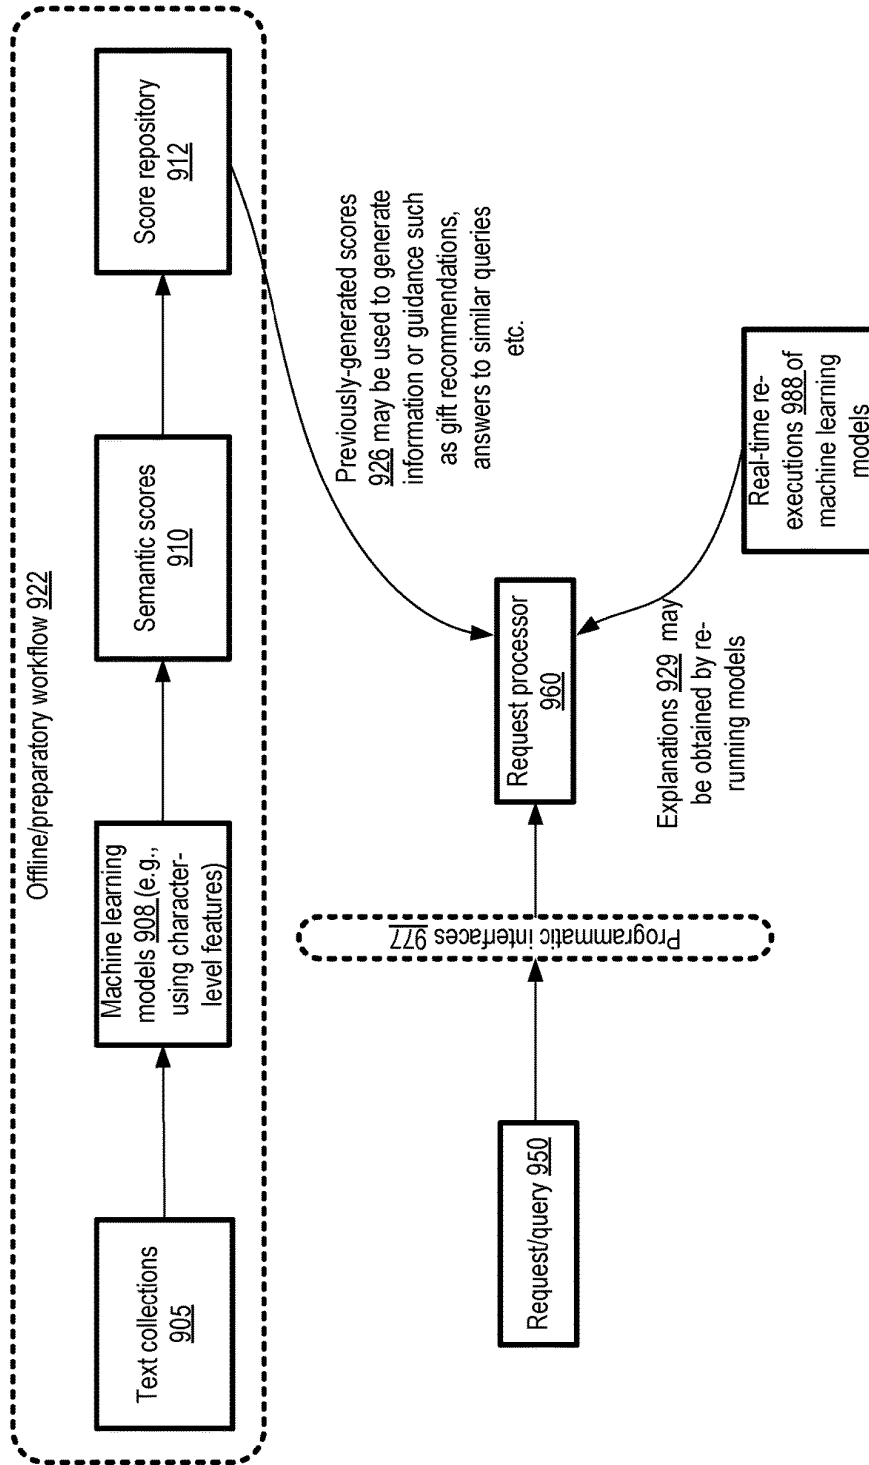 Offline/preparatory workflow 922
Text collections
905
Machine learning
models 908 (e.g.,
using character-
level features)
Semantic scores
910
Score repository
912
Previously-generated scores
926 may be used to generate
information or guidance such
as gift recommendations,
answers to similar queries
etc.
Request/query 950
Programmatic interfaces 977
Request processor
960
Explanations 929 may
be obtained by re-
running models
Real-time re-
executions 988 of
machine learning
models